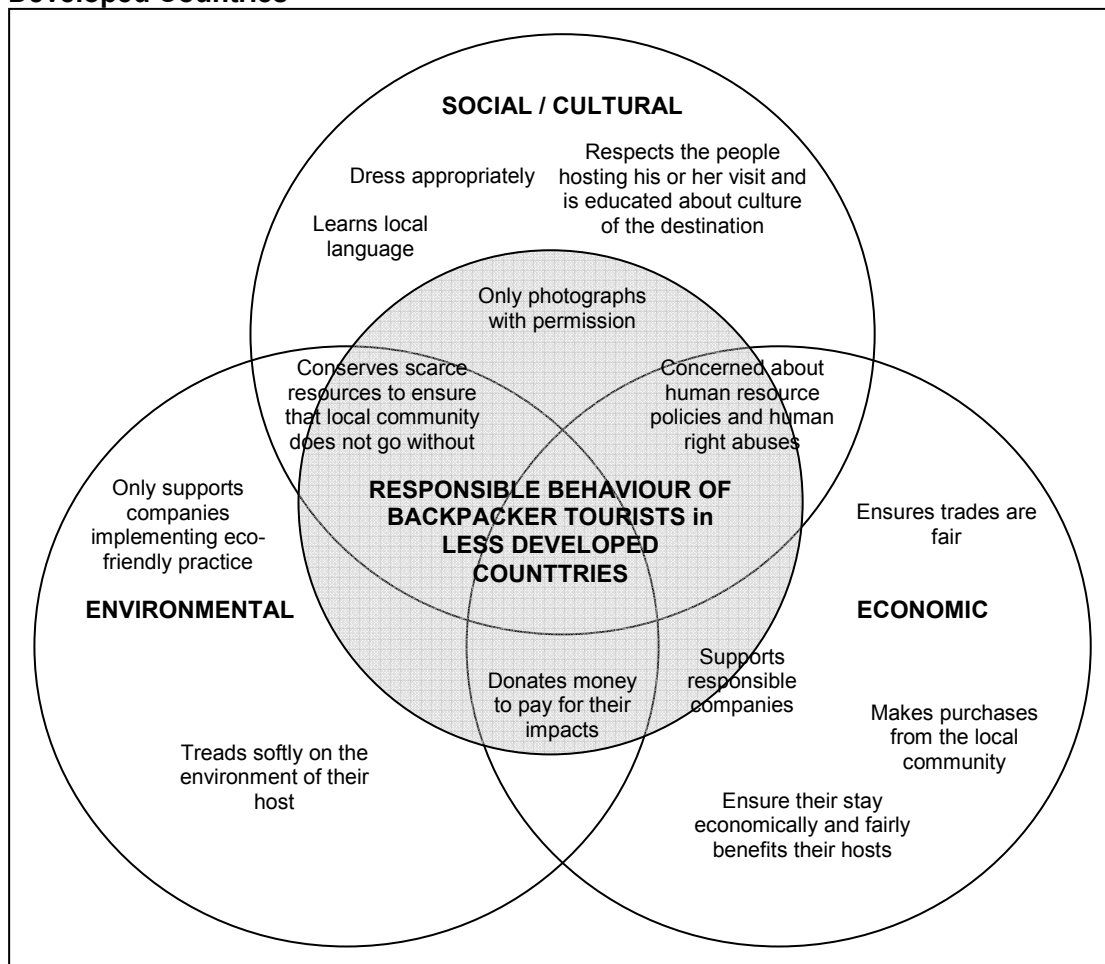 Developed Countries
SOCIAL / CULTURAL
Dress appropriately
Respects the people
hosting his or her visit and
is educated about culture
of the destination
Learns local
language
Only photographs
with permission
Conserves scarce
resources to ensure
that local community
does not go without
Concerned about
human resource
policies and human
right abuses
RESPONSIBLE BEHAVIOUR OF
BACKPACKER TOURISTS in
LESS DEVELOPED
COUNTTRIES
Only supports
companies
implementing eco-
friendly practice
ENVIRONMENTAL
Ensures trades are
fair
ECONOMIC
Donates money
to pay for their
impacts
Supports
responsible
companies
Makes purchases
from the local
community
Treads softly on the
environment of their
host
Ensure their stay
economically and fairly
benefits their hosts